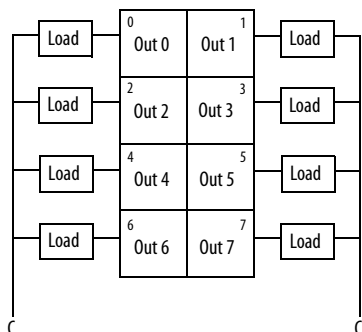 0 1
Load Out 0 Out 1 Load
2 3
Load Out 2 Out 3 Load
4 5
Load Out 4 Out 5 Load
6 7
Load Out 6 Out 7 Load
C C